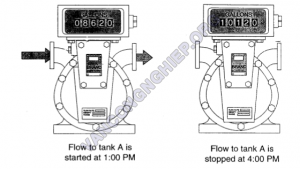 GALLONS
08620
GALLONS
10120
Flow to tank A is
started at 1:00 PM
Flow to tank A is
stopped at 4:00 PM